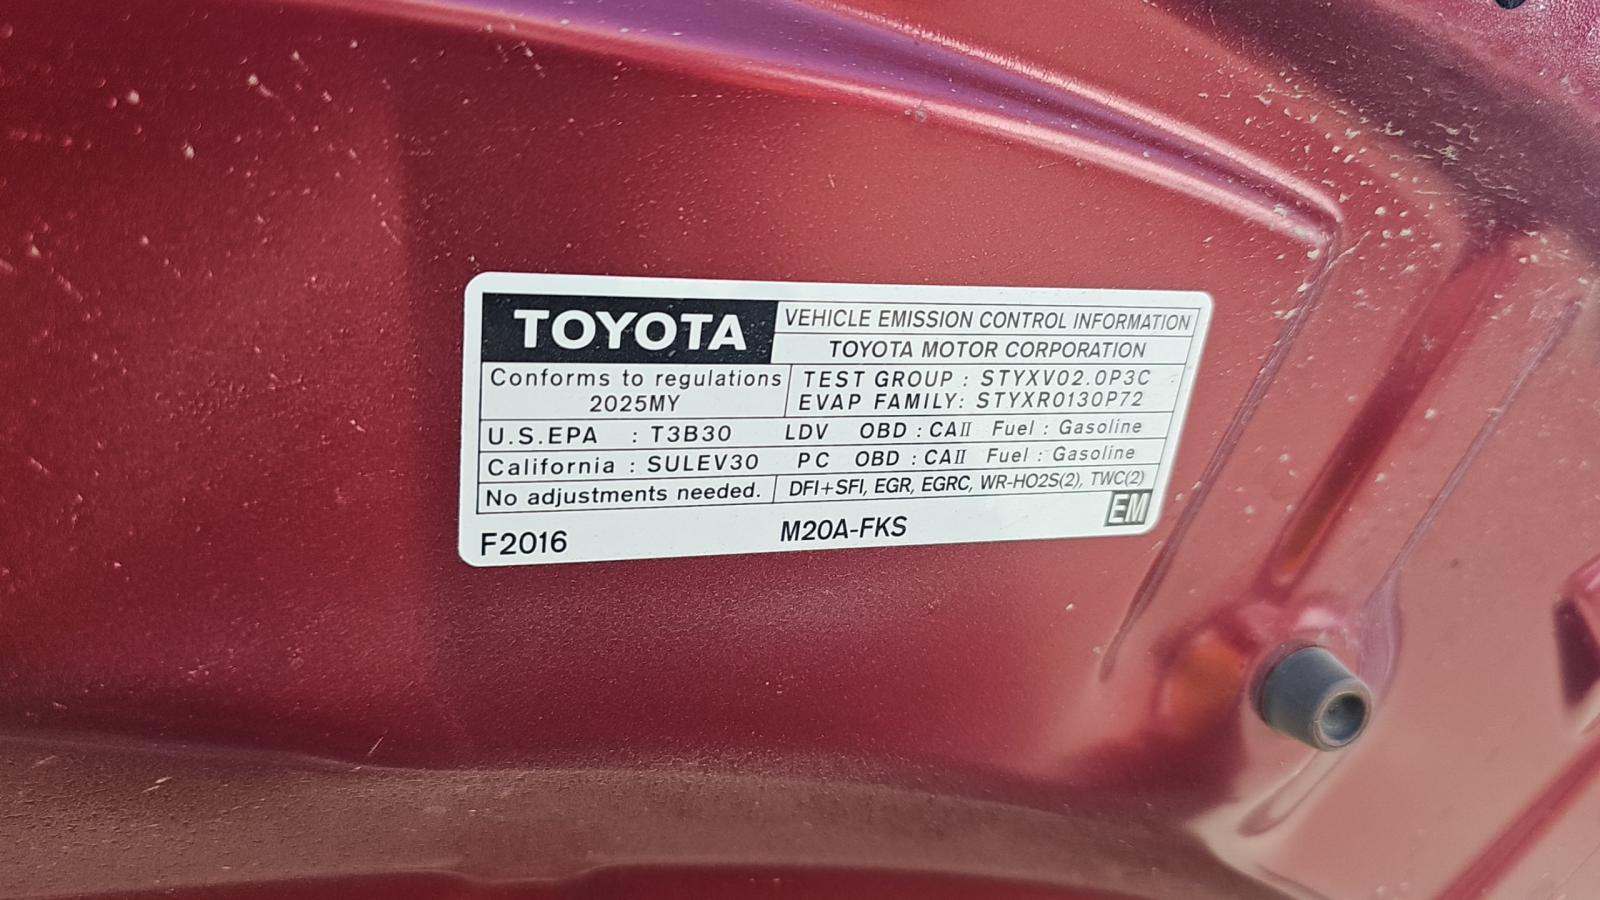 TOYOTA
VEHICLE EMISSION CONTROL INFORMATION
TOYOTA MOTOR CORPORATION
Conforms to regulations
2025MY
TEST GROUP : STYXV02.0P3C
EVAP FAMILY: STYXR0130P72
U.S.EPA : T3B30 LDV OBD : CAII Fuel : Gasoline
California : SULEV30 PC OBD : CAII Fuel : Gasoline
No adjustments needed. DFI+SFI, EGR, EGRC, WR-HO2S(2), TWC(2)
F2016 M20A-FKS EM